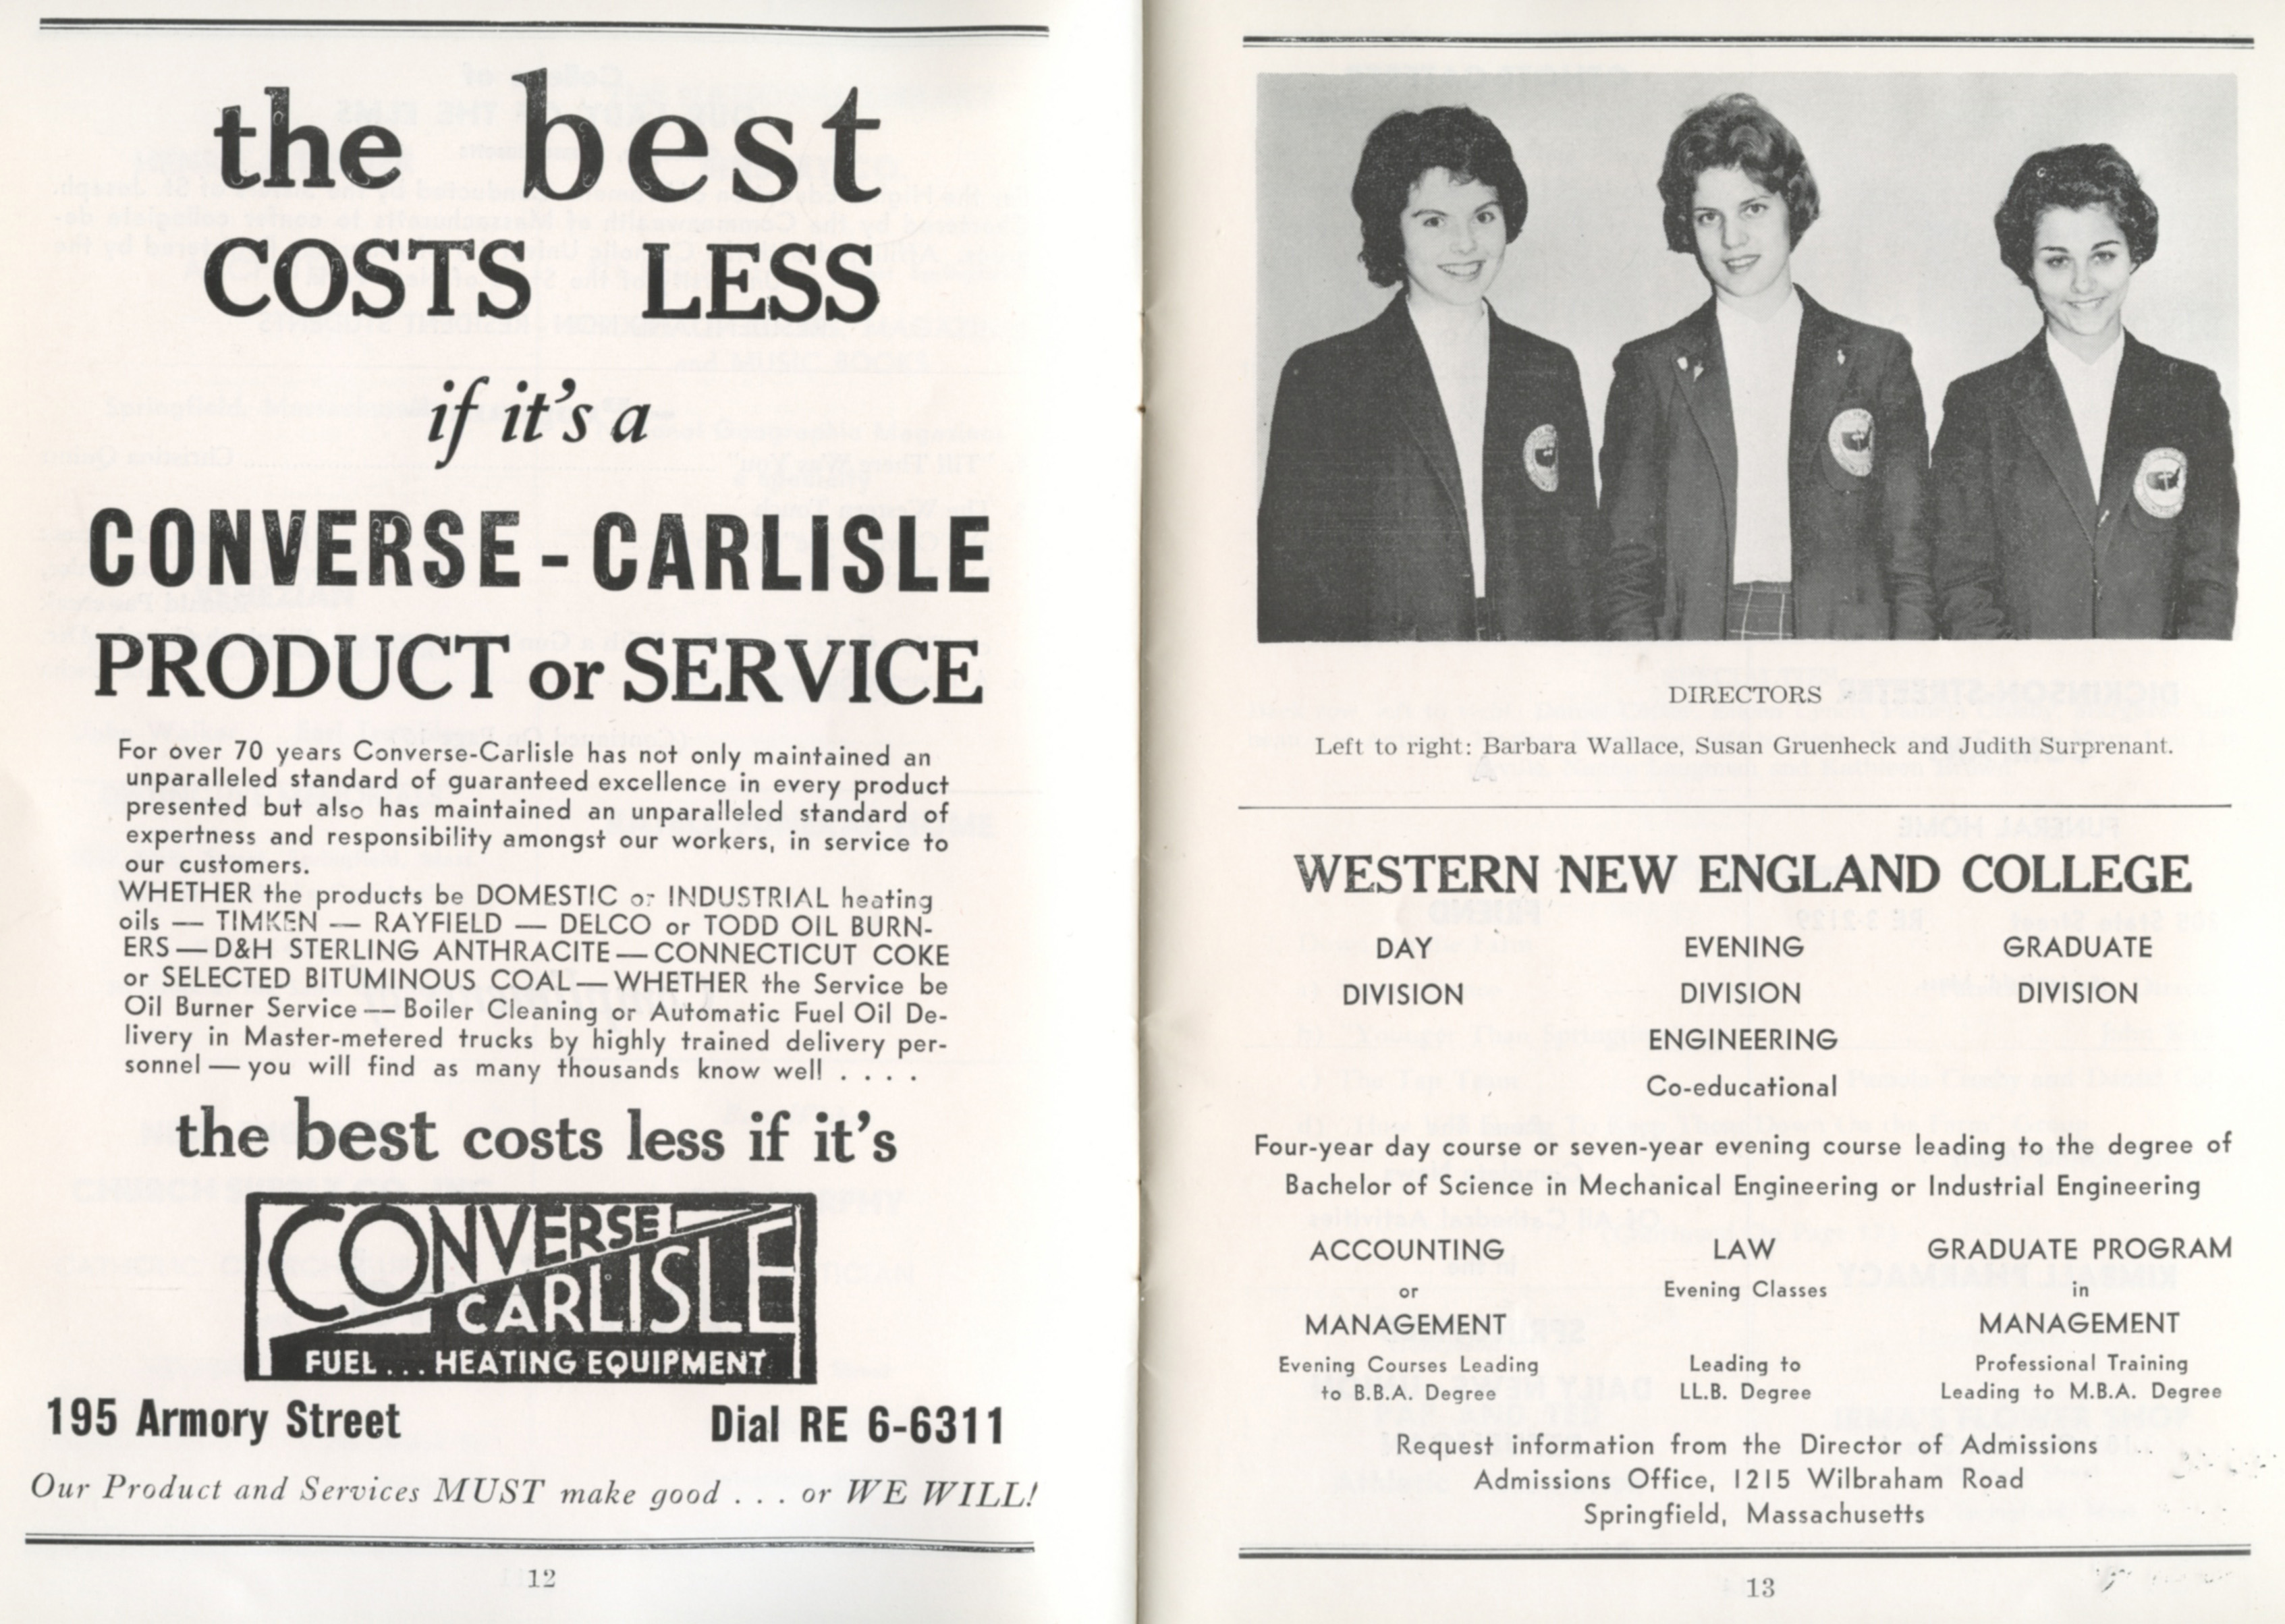 the best
COSTS LESS
if it's a
CONVERSE - CARLISLE
PRODUCT or SERVICE
For over 70 years Converse-Carlisle has not only maintained an
unparalleled standard of guaranteed excellence in every product
presented but also has maintained an unparalleled standard of
expertness and responsibility amongst our workers, in service to
our customers.
WHETHER the products be DOMESTIC or INDUSTRIAL heating
oils — TIMKEN — RAYFIELD — DELCO or TODD OIL BURN-
ERS — D&H STERLING ANTHRACITE — CONNECTICUT COKE
or SELECTED BITUMINOUS COAL — WHETHER the Service be
Oil Burner Service — Boiler Cleaning or Automatic Fuel Oil De-
livery in Master-metered trucks by highly trained delivery per-
sonnel — you will find as many thousands know well . . . .
the best costs less if it's
CONVERSE
CARLISLE
FUEL . . . HEATING EQUIPMENT
195 Armory Street Dial RE 6-6311
Our Product and Services MUST make good . . . or WE WILL!
12
DIRECTORS
Left to right: Barbara Wallace, Susan Gruenheck and Judith Surprenant.
WESTERN NEW ENGLAND COLLEGE
DAY EVENING GRADUATE
DIVISION DIVISION DIVISION
ENGINEERING
Co-educational
Four-year day course or seven-year evening course leading to the degree of
Bachelor of Science in Mechanical Engineering or Industrial Engineering
ACCOUNTING LAW GRADUATE PROGRAM
or Evening Classes in
MANAGEMENT MANAGEMENT
Evening Courses Leading Leading to Professional Training
to B.B.A. Degree LL.B. Degree Leading to M.B.A. Degree
Request information from the Director of Admissions
Admissions Office, 1215 Wilbraham Road
Springfield, Massachusetts
13